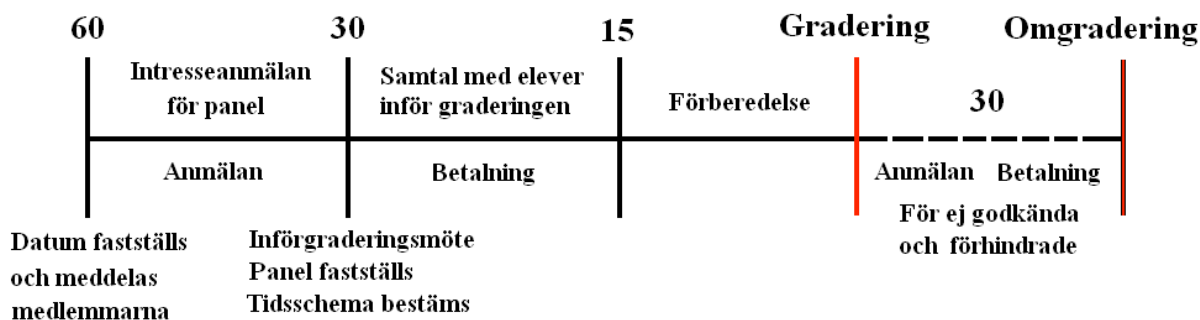 60
30
15
Gradering
Omgradering
Intresseanmälan
för panel
Samtal med elever
inför graderingen
Förberedelse
30
Anmälan
Betalning
Anmälan
Betalning
För ej godkända
och förhindrade
Datum fastställs
och meddelas
medlemmarna
Införgraderingsmöte
Panel fastställs
Tidsschema bestäms